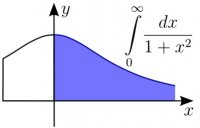 y
∞
∫ dx / 1 + x²
0
x